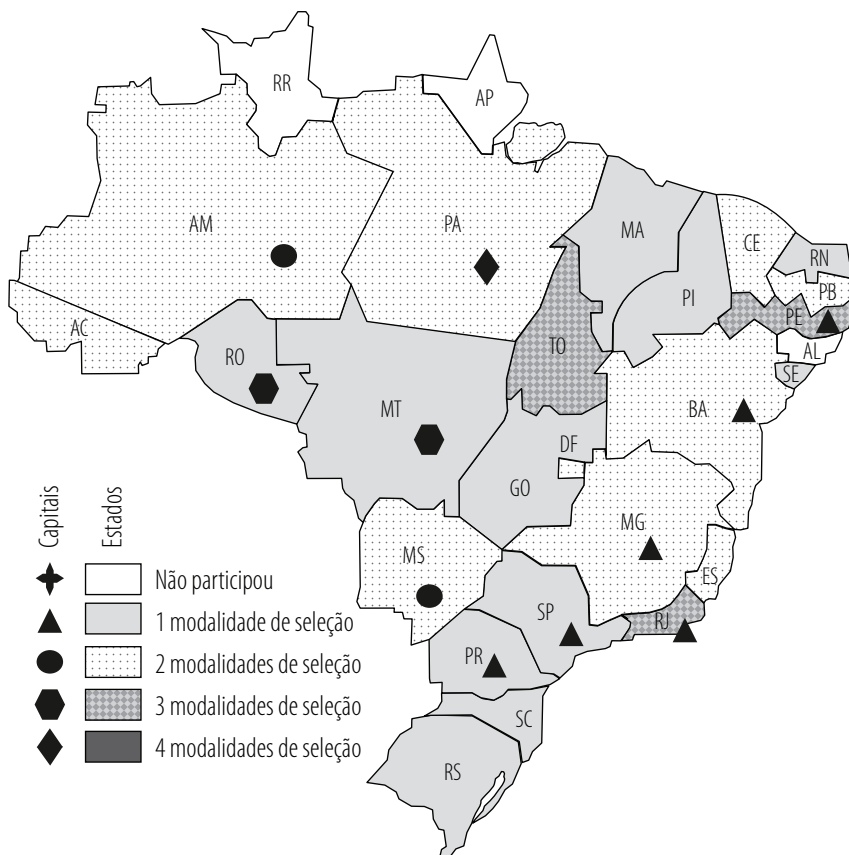 RR
AP
AM
PA
MA
CE
RN
PB
PI
PE
AC
TO
AL
RO
SE
MT
BA
DF
GO
MG
MS
ES
SP
RJ
PR
SC
RS
Capitais
Estados
Não participou
1 modalidade de seleção
2 modalidades de seleção
3 modalidades de seleção
4 modalidades de seleção